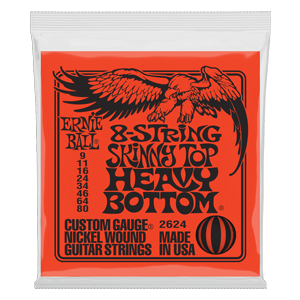 ERNIE
BALL
8-STRING
SKINNY TOP
HEAVY
BOTTOM
9
11
16
24
34
46
64
80
CUSTOM GAUGE® 2624
NICKEL WOUND MADE
GUITAR STRINGS IN USA